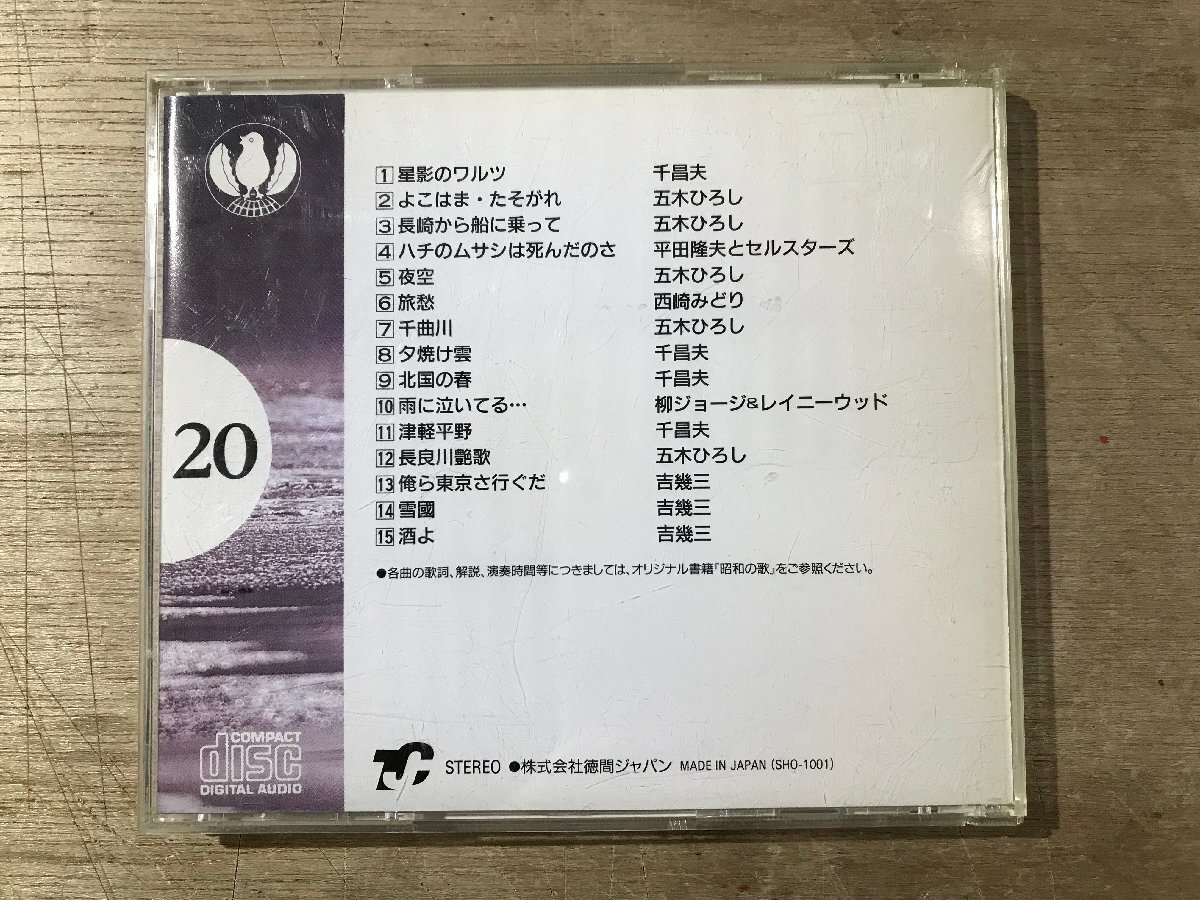 1 星影のワルツ 千昌夫
2 よこはま・たそがれ 五木ひろし
3 長崎から船に乗って 五木ひろし
4 ハチのムサシは死んだのさ 平田隆夫とセルスターズ
5 夜空 五木ひろし
6 旅愁 西崎みどり
7 千曲川 五木ひろし
8 夕焼け雲 千昌夫
9 北国の春 千昌夫
10 雨に泣いてる… 柳ジョージ&レイニーウッド
11 津軽平野 千昌夫
12 長良川艶歌 五木ひろし
13 俺ら東京さ行ぐだ 吉幾三
14 雪國 吉幾三
15 酒よ 吉幾三
●各曲の歌詞、解説、演奏時間等につきましては、オリジナル書籍「昭和の歌」をご参照ください。
20
COMPACT
disc
DIGITAL AUDIO
TJC STEREO ●株式会社徳間ジャパン MADE IN JAPAN (SHO-1001)